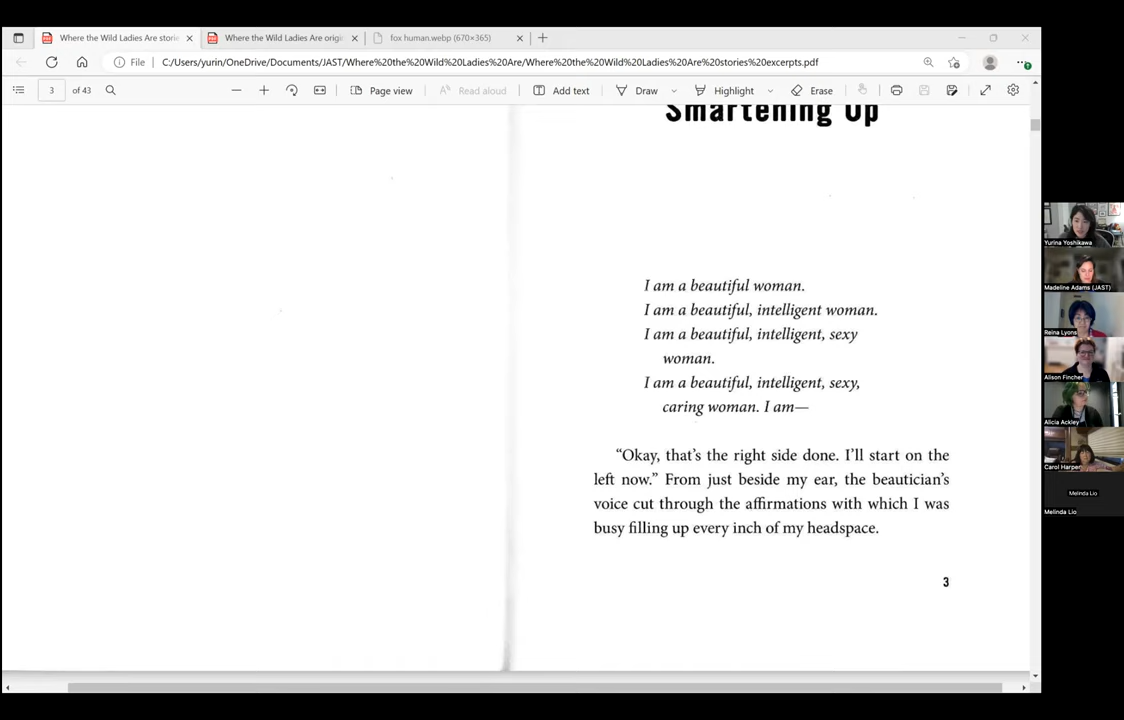 Where the Wild Ladies Are storie
Where the Wild Ladies Are origi
fox human.webp (670×365)
File
C:/Users/yurin/OneDrive/Documents/JAST/Where%20the%20Wild%20Ladies%20Are/Where%20the%20Wild%20Ladies%20Are%20stories%20excerpts.pdf
3 of 43
Page view
Read aloud
Add text
Draw
Highlight
Erase
Smartening Up
I am a beautiful woman.
I am a beautiful, intelligent woman.
I am a beautiful, intelligent, sexy
woman.
I am a beautiful, intelligent, sexy,
caring woman. I am—
“Okay, that’s the right side done. I’ll start on the
left now.” From just beside my ear, the beautician’s
voice cut through the affirmations with which I was
busy filling up every inch of my headspace.
3
Yurina Yoshikawa
Madeline Adams (JAST)
Reina Lyons
Alison Fincher
Alicia Ackley
Carol Harper
Melinda Lio
Melinda Lio